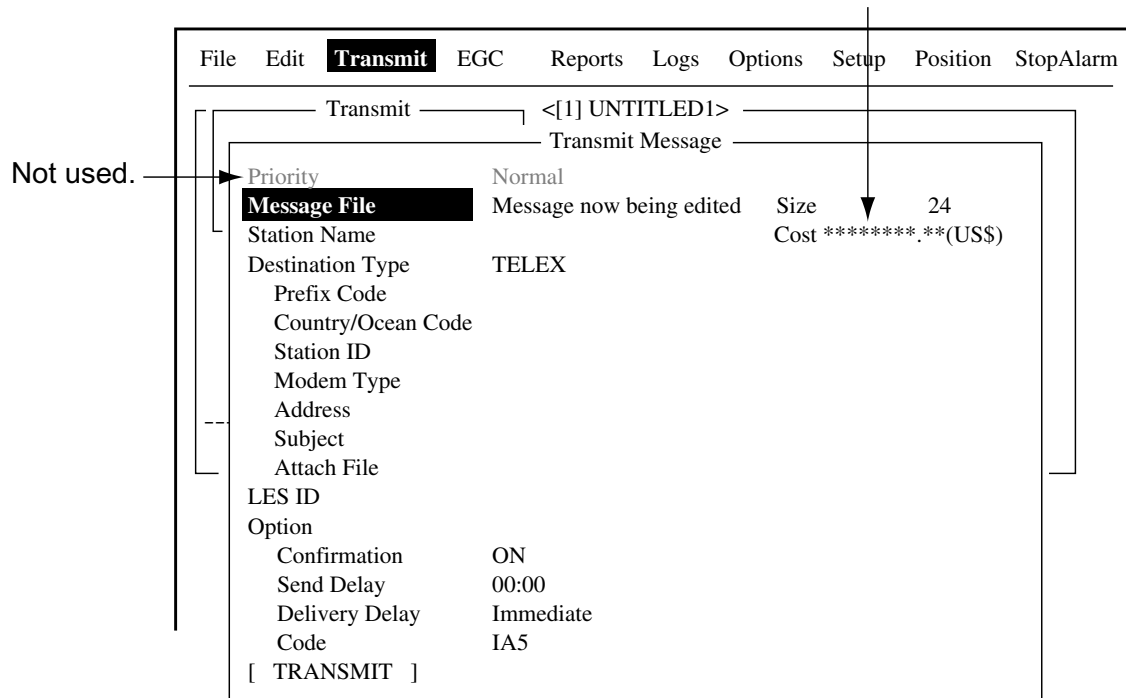 File Edit Transmit EGC Reports Logs Options Setup Position StopAlarm
Transmit <[1] UNTITLED1>
Transmit Message
Not used.
Priority Normal
Message File Message now being edited Size 24
Station Name Cost ********.**(US$)
Destination Type TELEX
Prefix Code
Country/Ocean Code
Station ID
Modem Type
Address
Subject
Attach File
LES ID
Option
Confirmation ON
Send Delay 00:00
Delivery Delay Immediate
Code IA5
[ TRANSMIT ]